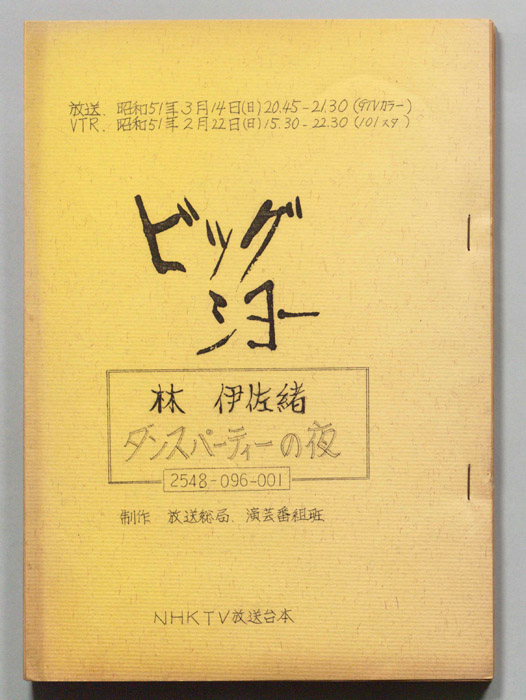 放送、昭和51年3月14日(日)20.45-21.30(GTVカラー)
VTR、昭和51年2月22日(日)15.30-22.30(101スタ)
ビッグ
ショー
林 伊佐緒
ダンスパーティーの夜
2548-096-001
制作 放送総局、演芸番組班
NHKTV放送台本